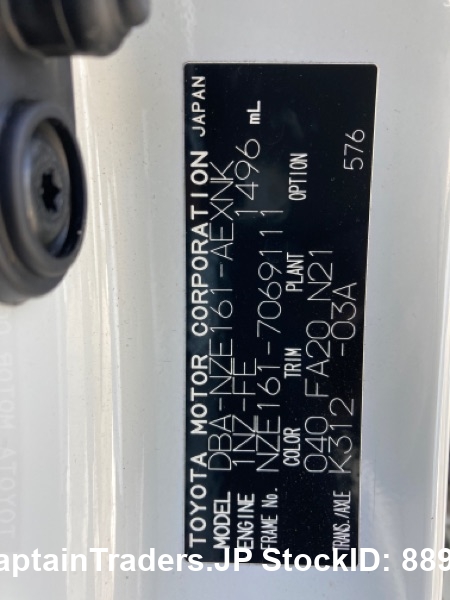 TOYOTA MOTOR CORPORATION JAPAN
MODEL DBA-NZE161-AEXNK
ENGINE 1NZ-FE 1496 mL
FRAME No. NZE161-7069111
COLOR TRIM PLANT OPTION
040 FA20 N21
TRANS./AXLE K312 -03A 576
aptainTraders.JP StockID: 889